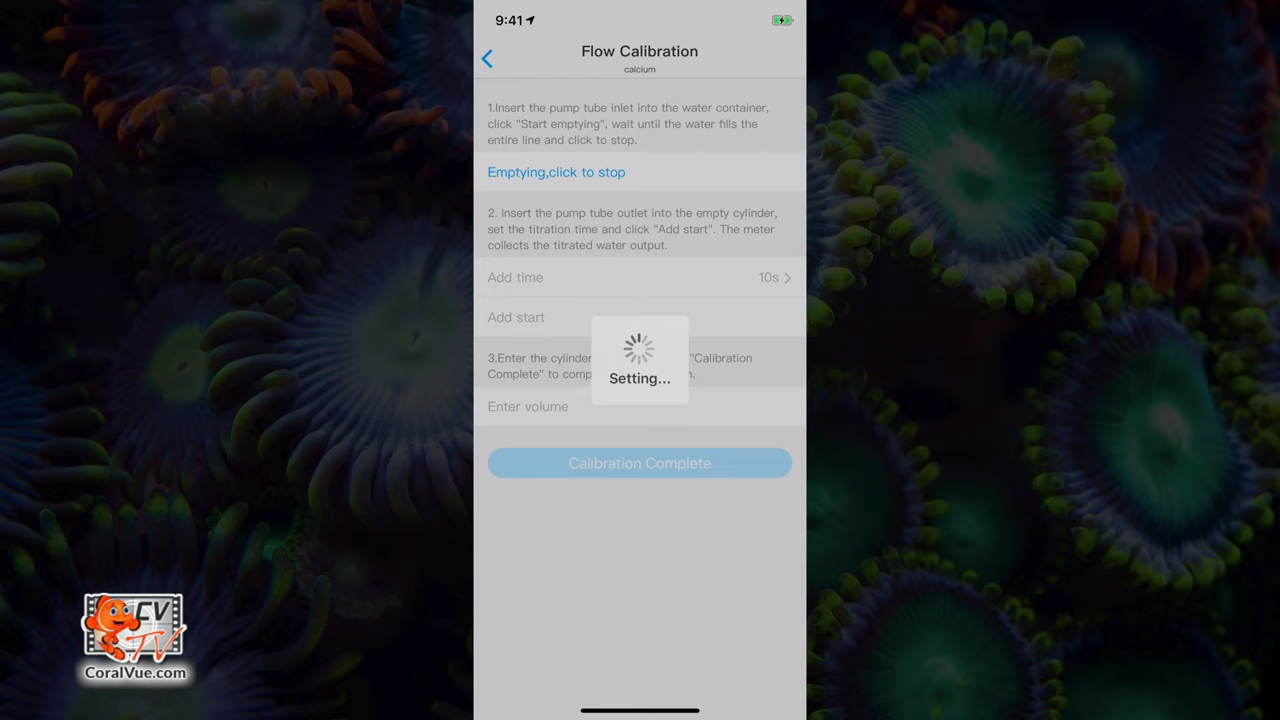 9:41
Flow Calibration
calcium
1.Insert the pump tube inlet into the water container,
click "Start emptying", wait until the water fills the
entire line and click to stop.
Emptying,click to stop
2. Insert the pump tube outlet into the empty cylinder,
set the titration time and click "Add start". The meter
collects the titrated water output.
Add time 10s
Add start
3.Enter the cylinder "Calibration
Complete" to comp n.
Setting...
Enter volume
Calibration Complete
CV
TV
CoralVue.com